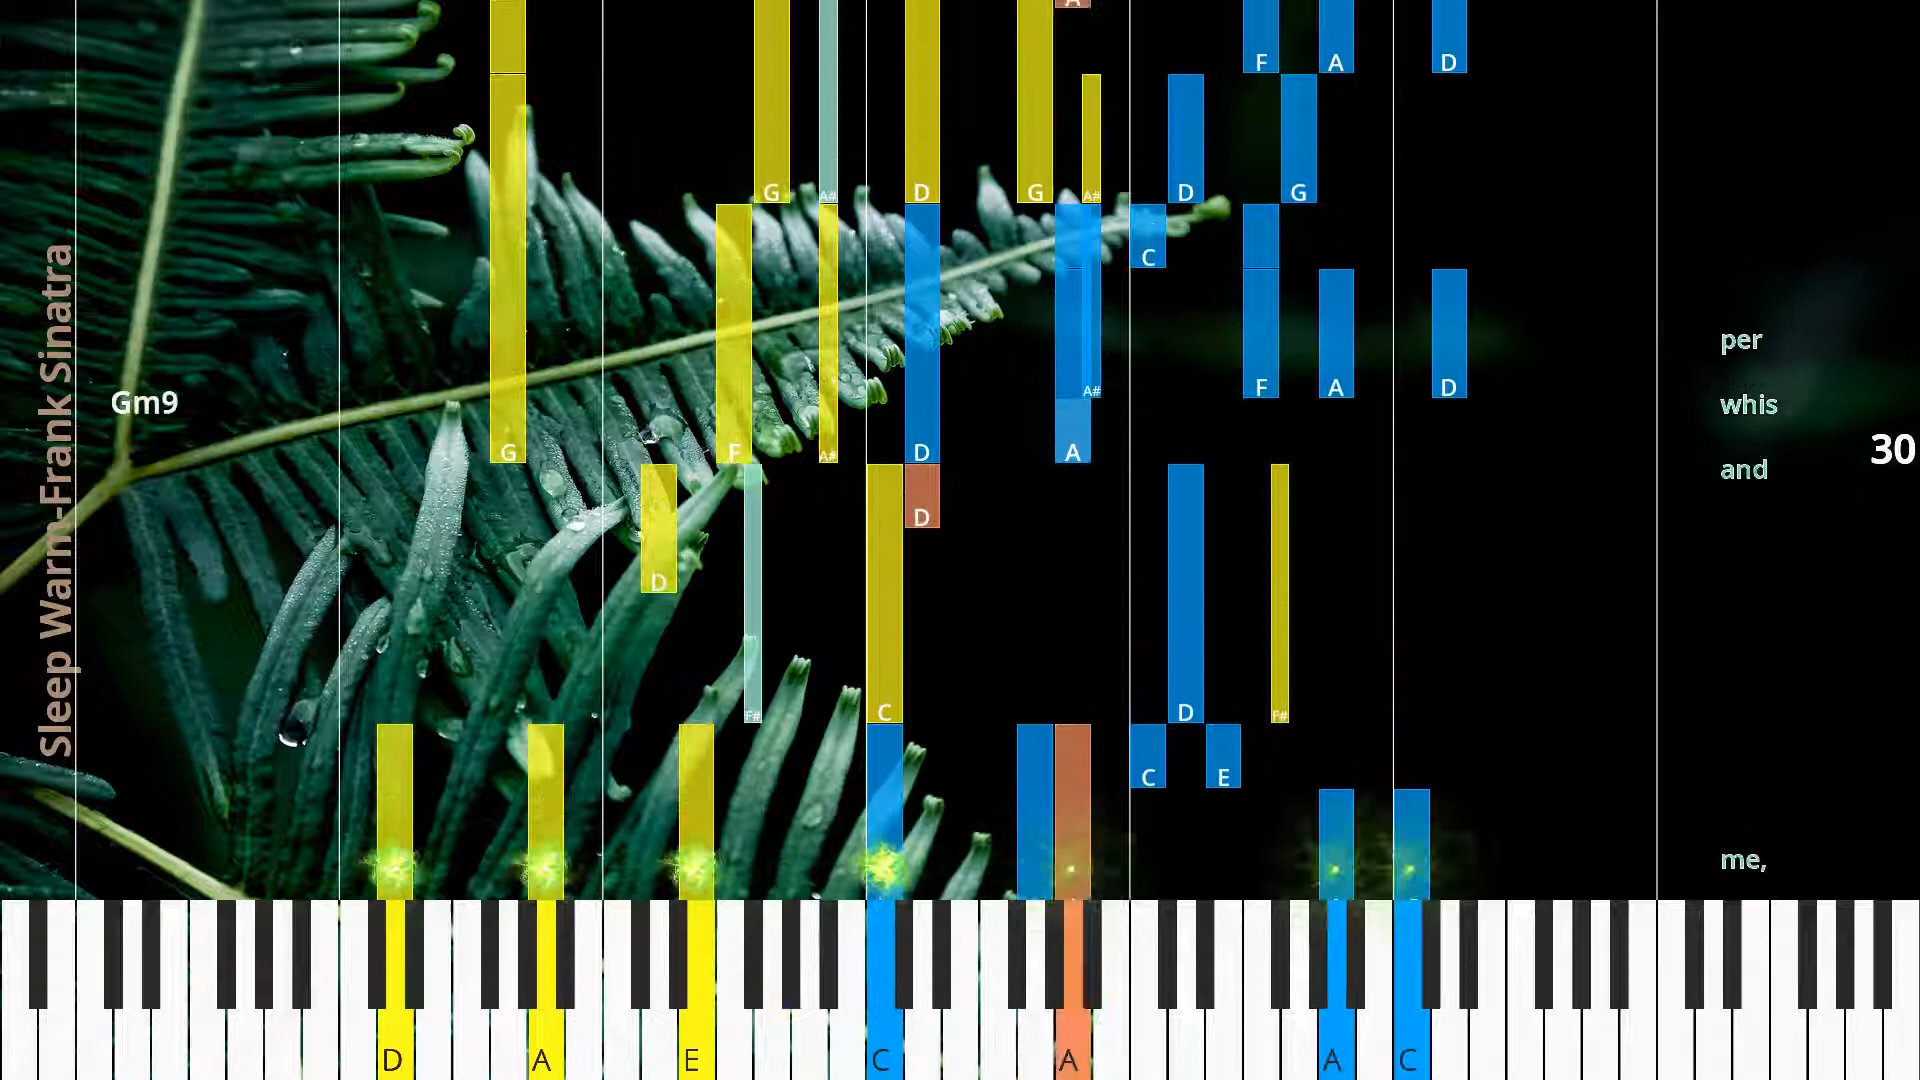 A
F A D
G A# D G A# D G
C
Sleep Warm-Frank Sinatra
per
F A D
A#
Gm9
whis
30
G F A# D A
and
D
D
C D F#
F#
C E
me,
D A E C A A C